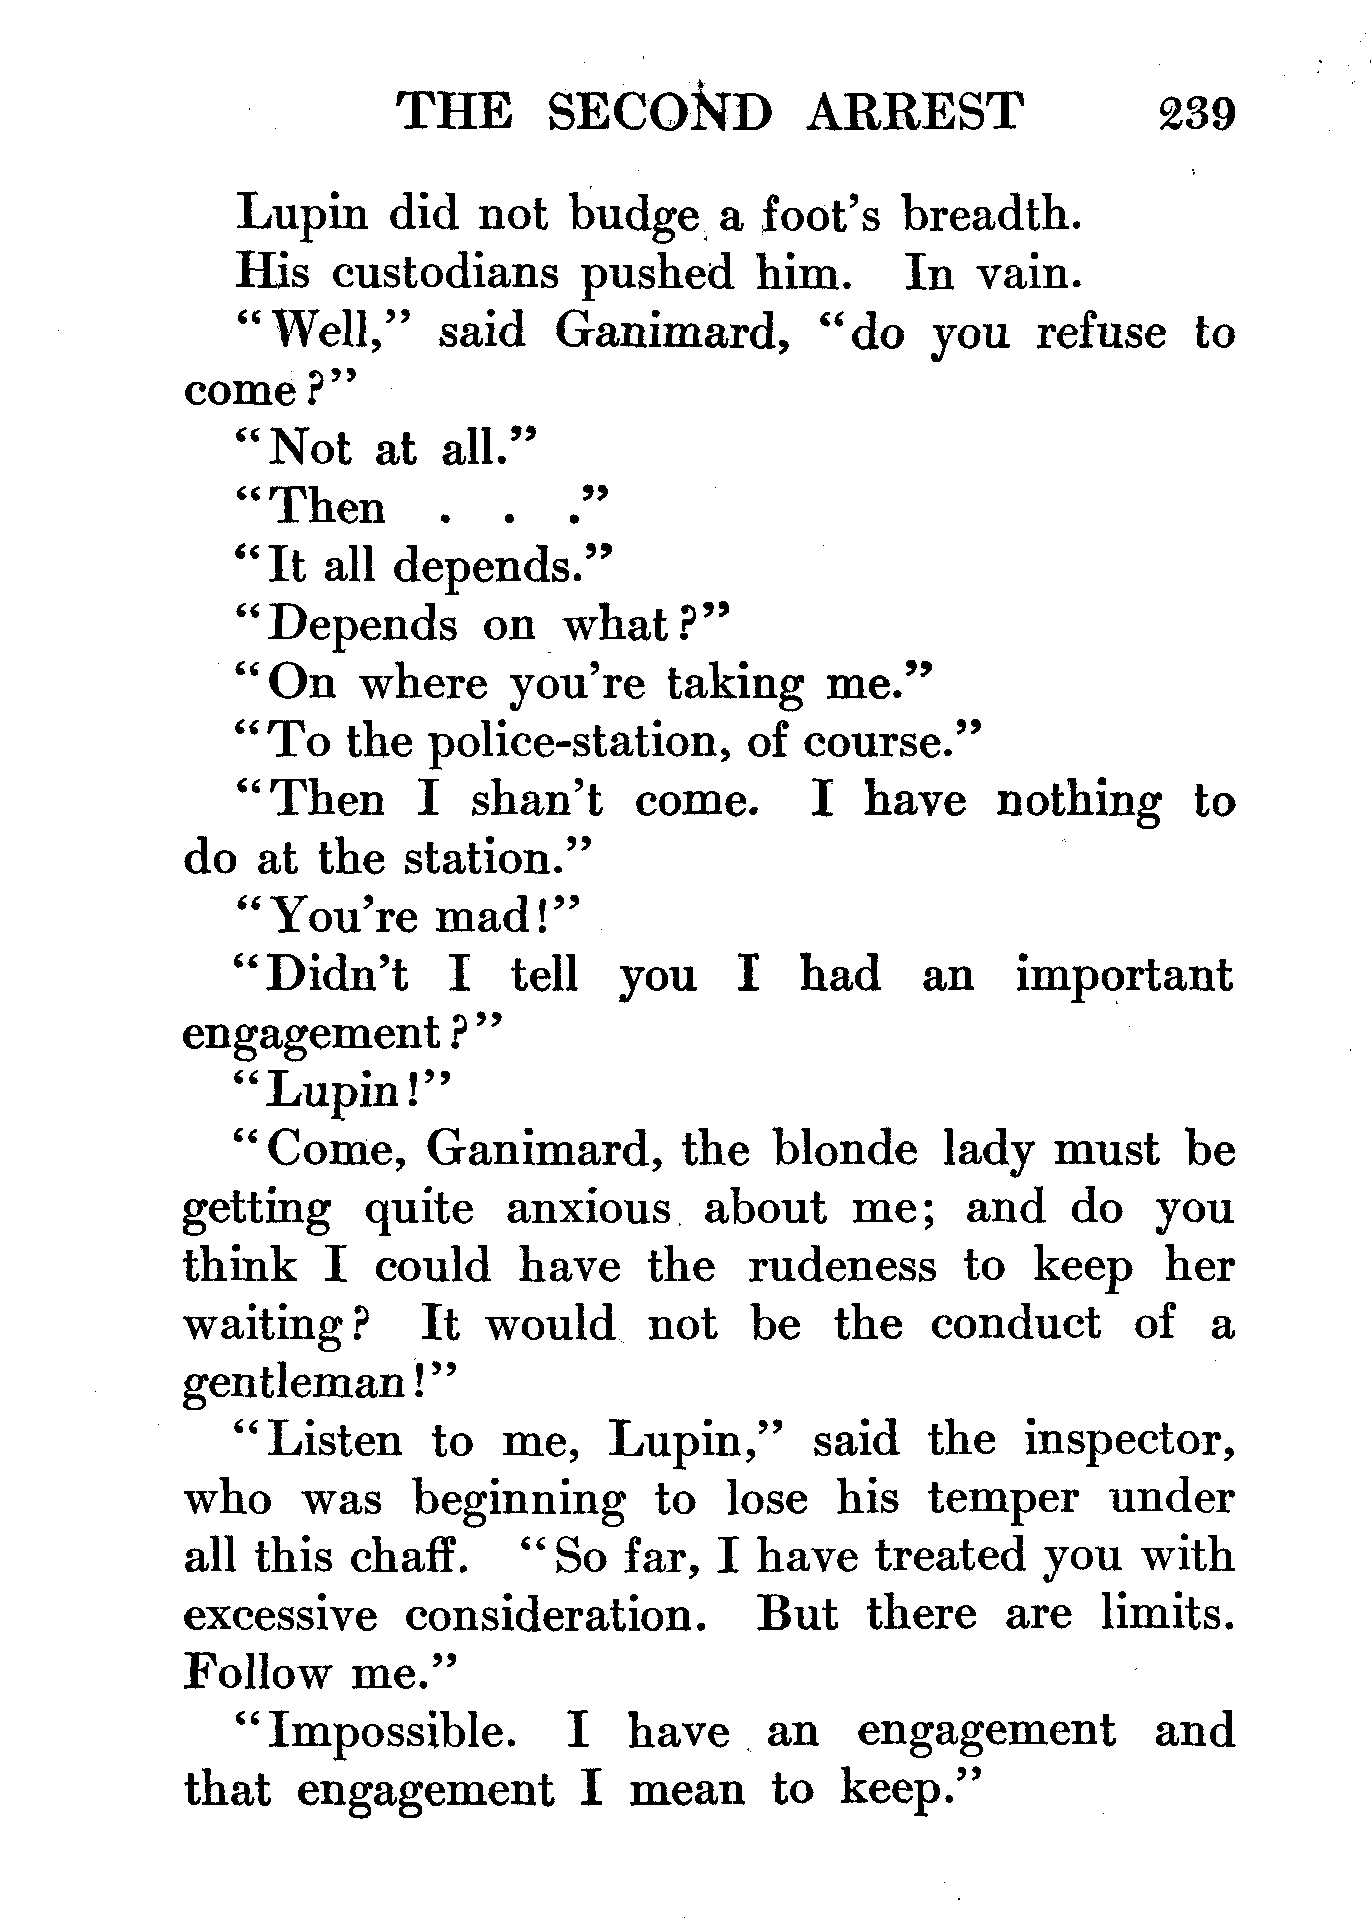 THE SECOND ARREST 239
Lupin did not budge a foot's breadth.
His custodians pushed him. In vain.
"Well," said Ganimard, "do you refuse to
come?"
"Not at all."
"Then . . ."
"It all depends."
"Depends on what?"
"On where you're taking me."
"To the police-station, of course."
"Then I shan't come. I have nothing to
do at the station."
"You're mad!"
"Didn't I tell you I had an important
engagement?"
"Lupin!"
"Come, Ganimard, the blonde lady must be
getting quite anxious about me; and do you
think I could have the rudeness to keep her
waiting? It would not be the conduct of a
gentleman!"
"Listen to me, Lupin," said the inspector,
who was beginning to lose his temper under
all this chaff. "So far, I have treated you with
excessive consideration. But there are limits.
Follow me."
"Impossible. I have an engagement and
that engagement I mean to keep."